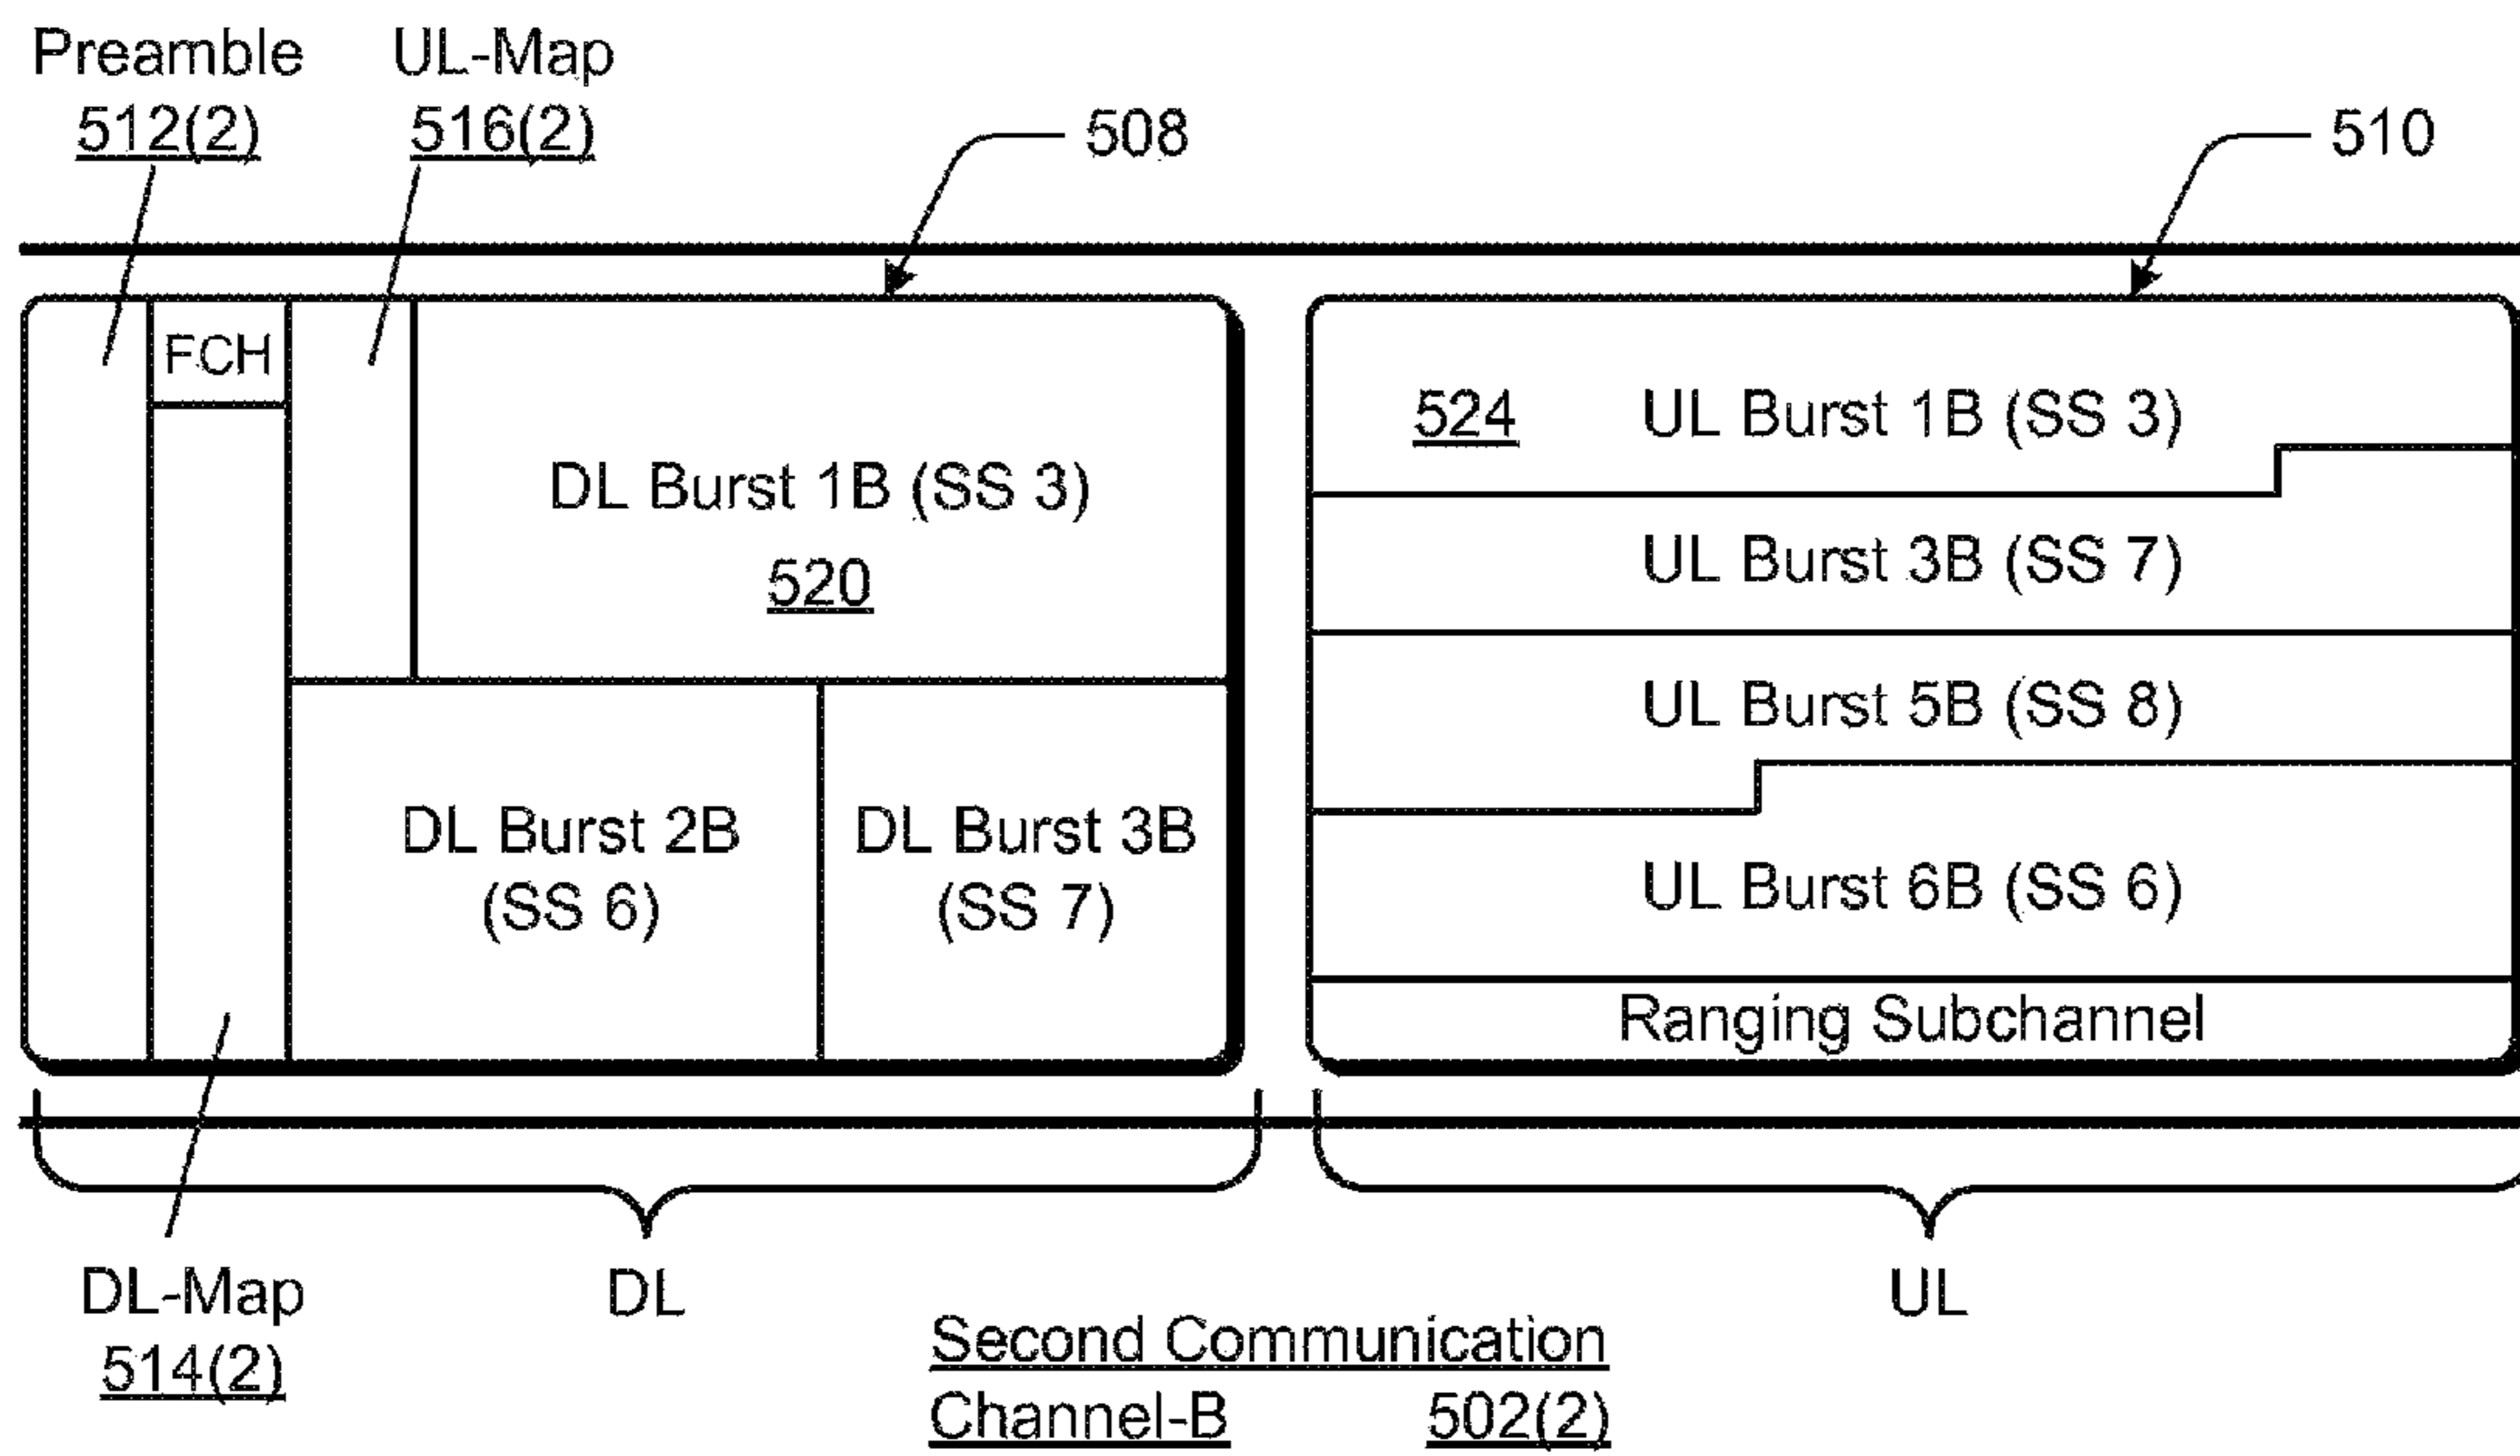 Preamble
512(2)
UL-Map
516(2)
508
510
FCH
DL Burst 1B (SS 3)
520
DL Burst 2B
(SS 6)
DL Burst 3B
(SS 7)
524 UL Burst 1B (SS 3)
UL Burst 3B (SS 7)
UL Burst 5B (SS 8)
UL Burst 6B (SS 6)
Ranging Subchannel
DL-Map
514(2)
DL
UL
Second Communication
Channel-B 502(2)